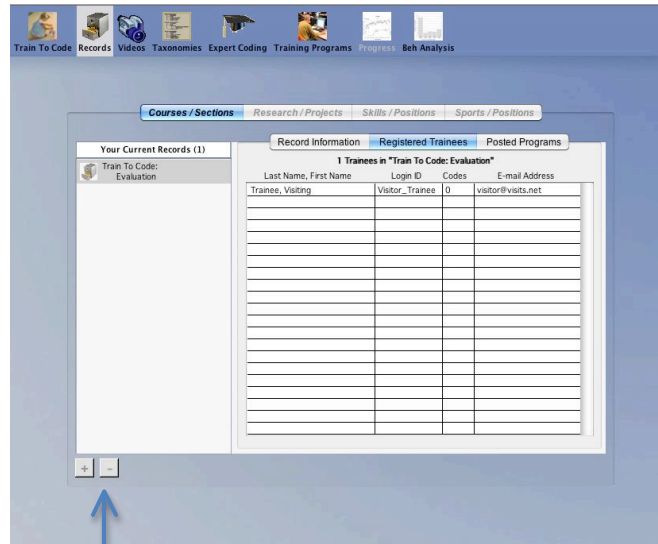 Train To Code Records Videos Taxonomies Expert Coding Training Programs Progress Beh Analysis
Courses / Sections Research / Projects Skills / Positions Sports / Positions
Your Current Records (1)
Train To Code:
Evaluation
Record Information Registered Trainees Posted Programs
1 Trainees in "Train To Code: Evaluation"
Last Name, First Name Login ID Codes E-mail Address
Trainee, Visiting Visitor_Trainee 0 visitor@visits.net
+ -